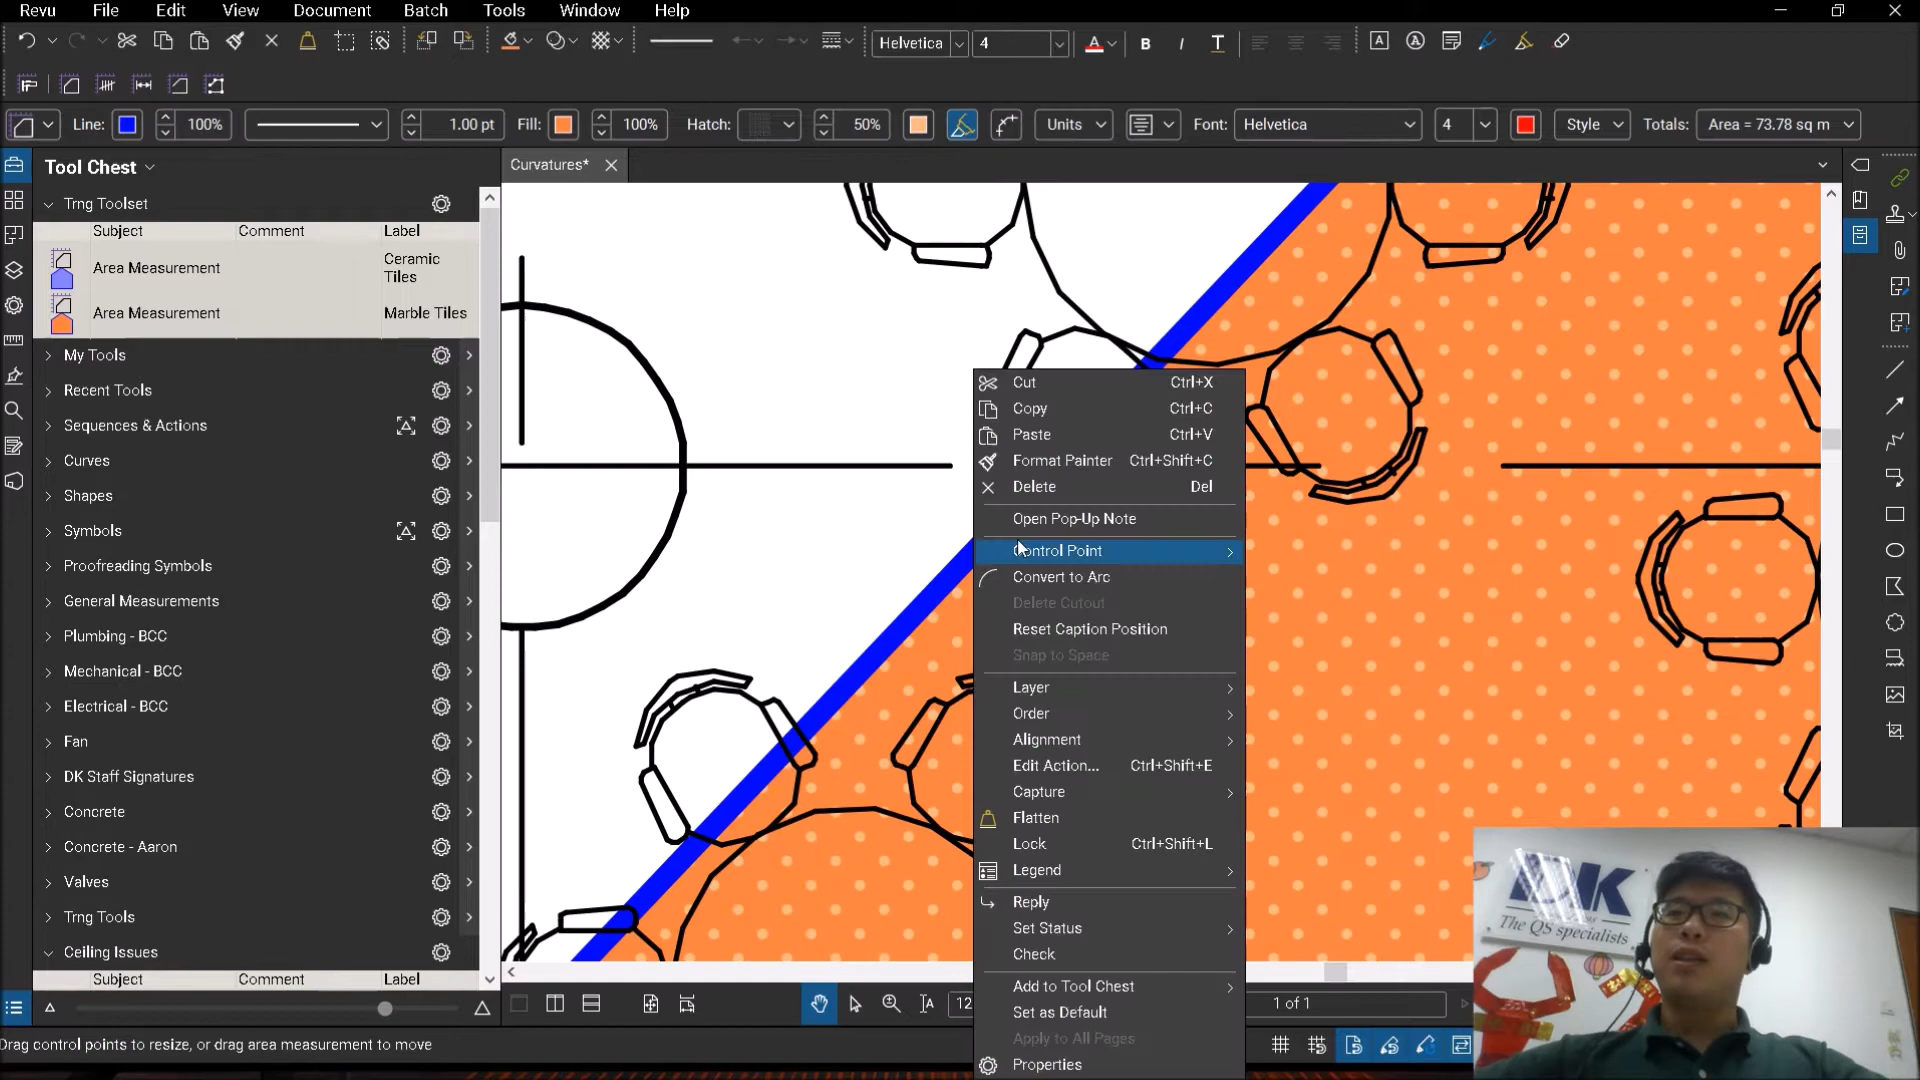 Revu File Edit View Document Batch Tools Window Help
Helvetica 4 A B I T
Line: 100% 1.00 pt Fill: 100% Hatch: 50% Units Font: Helvetica 4 Style Totals: Area = 73.78 sq m
Tool Chest
Curvatures*
Trng Toolset
Subject Comment Label
Area Measurement Ceramic
Tiles
Area Measurement Marble Tiles
My Tools
Recent Tools
Sequences & Actions
Curves
Shapes
Symbols
Proofreading Symbols
General Measurements
Plumbing - BCC
Mechanical - BCC
Electrical - BCC
Fan
DK Staff Signatures
Concrete
Concrete - Aaron
Valves
Trng Tools
Ceiling Issues
Subject Comment Label
Cut Ctrl+X
Copy Ctrl+C
Paste Ctrl+V
Format Painter Ctrl+Shift+C
Delete Del
Open Pop-Up Note
Control Point
Convert to Arc
Delete Cutout
Reset Caption Position
Snap to Space
Layer
Order
Alignment
Edit Action... Ctrl+Shift+E
Capture
Flatten
Lock Ctrl+Shift+L
Legend
Reply
Set Status
Check
Add to Tool Chest
Set as Default
Apply to All Pages
Properties
12
1 of 1
Drag control points to resize, or drag area measurement to move
DK
The QS specialists